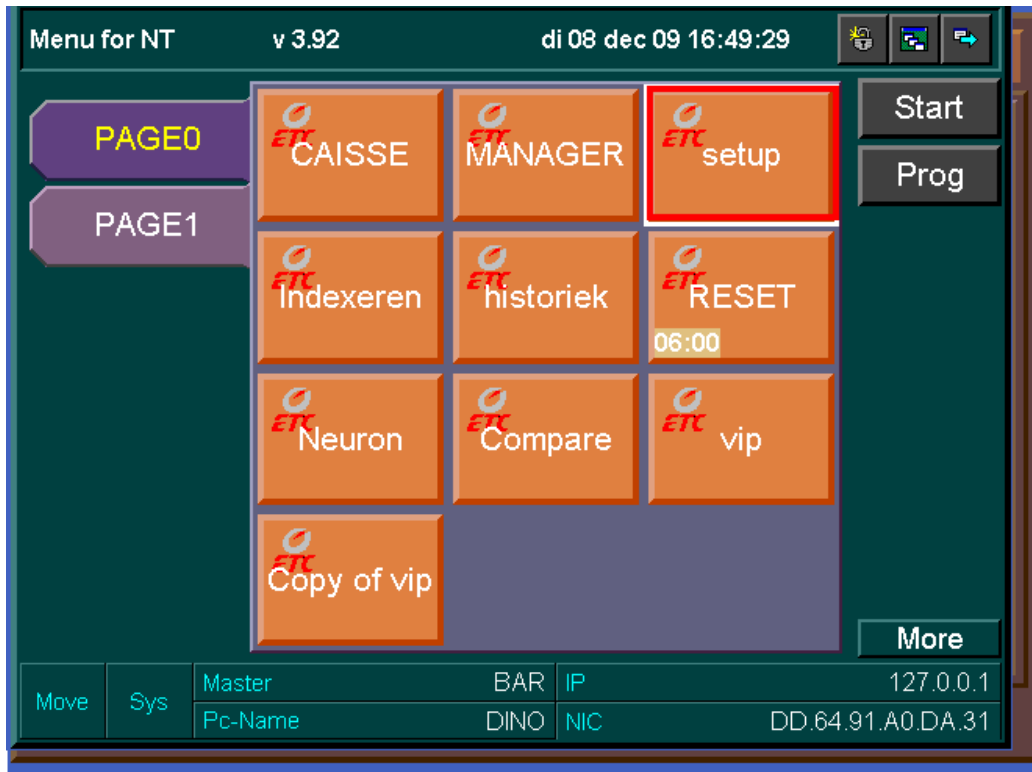 Menu for NT v 3.92 di 08 dec 09 16:49:29
PAGE0
PAGE1
ETC CAISSE
ETC MANAGER
ETC setup
ETC Indexeren
ETC historiek
ETC RESET
06:00
ETC Neuron
ETC Compare
ETC vip
ETC Copy of vip
Start
Prog
More
Move Sys
Master BAR IP 127.0.0.1
Pc-Name DINO NIC DD.64.91.A0.DA.31